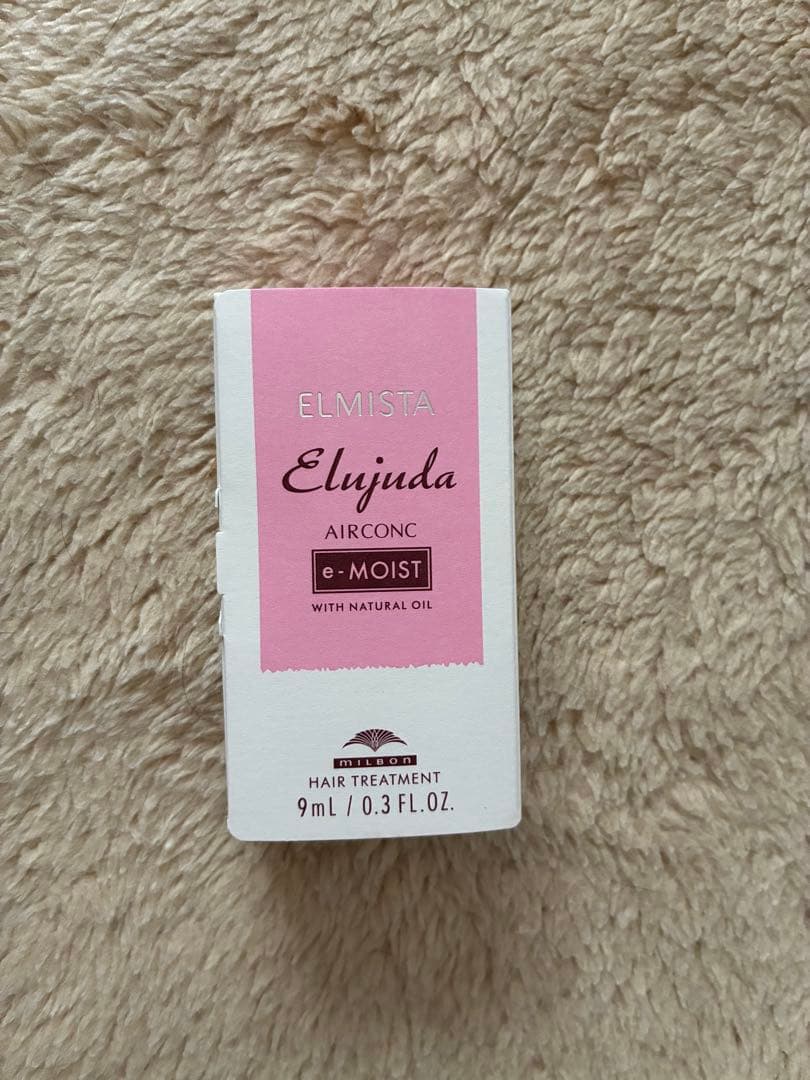 ELMISTA
Elujuda
AIRCONC
e-MOIST
WITH NATURAL OIL
MILBON
HAIR TREATMENT
9mL / 0.3 FL.OZ.